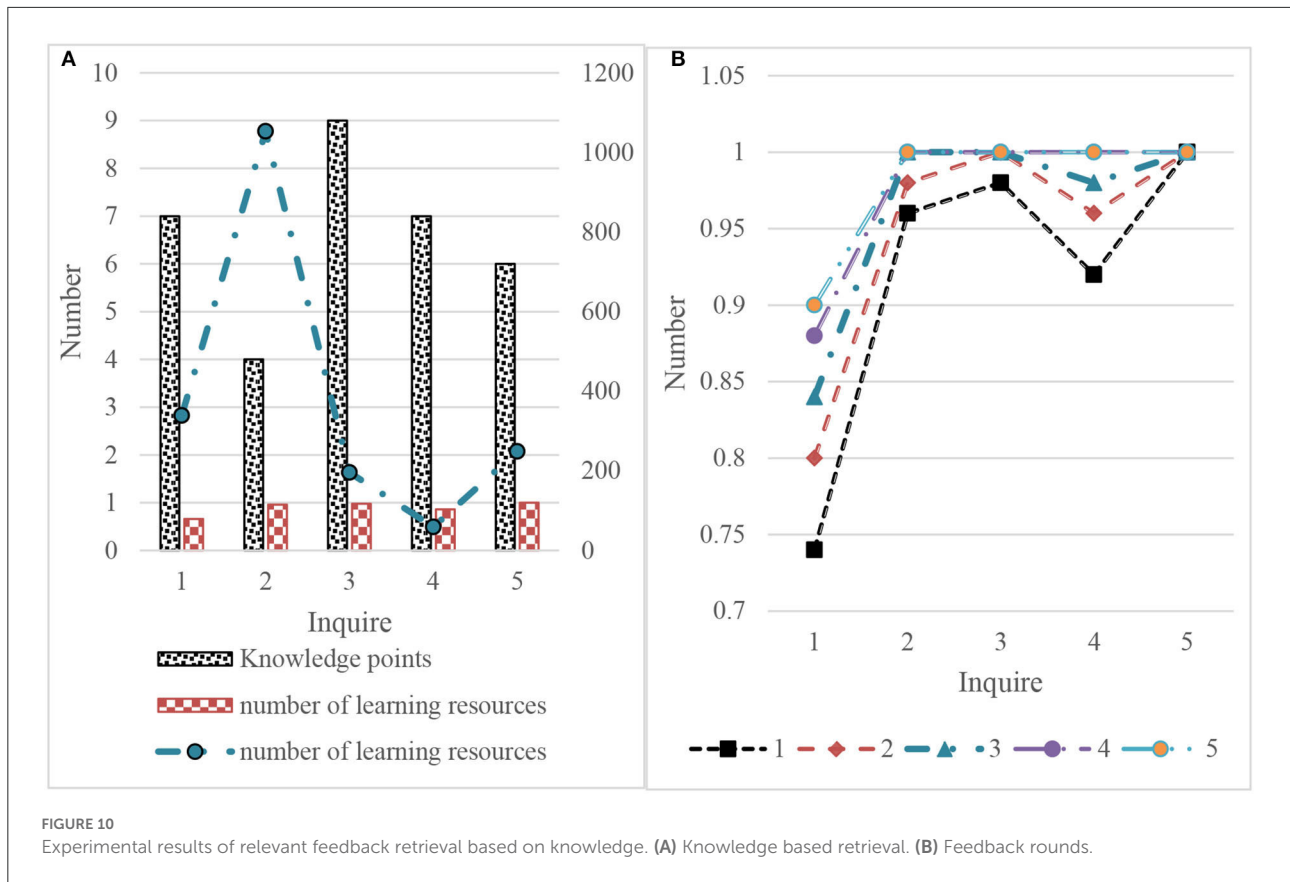 A
10
9
8
7
6
5
4
3
2
1
0
1200
1000
800
600
400
200
0
Number
1 2 3 4 5
Inquire
Knowledge points
number of learning resources
number of learning resources
B
1.05
1
0.95
0.9
0.85
0.8
0.75
0.7
Number
1 2 3 4 5
Inquire
1 2 3 4 5
FIGURE 10
Experimental results of relevant feedback retrieval based on knowledge. (A) Knowledge based retrieval. (B) Feedback rounds.